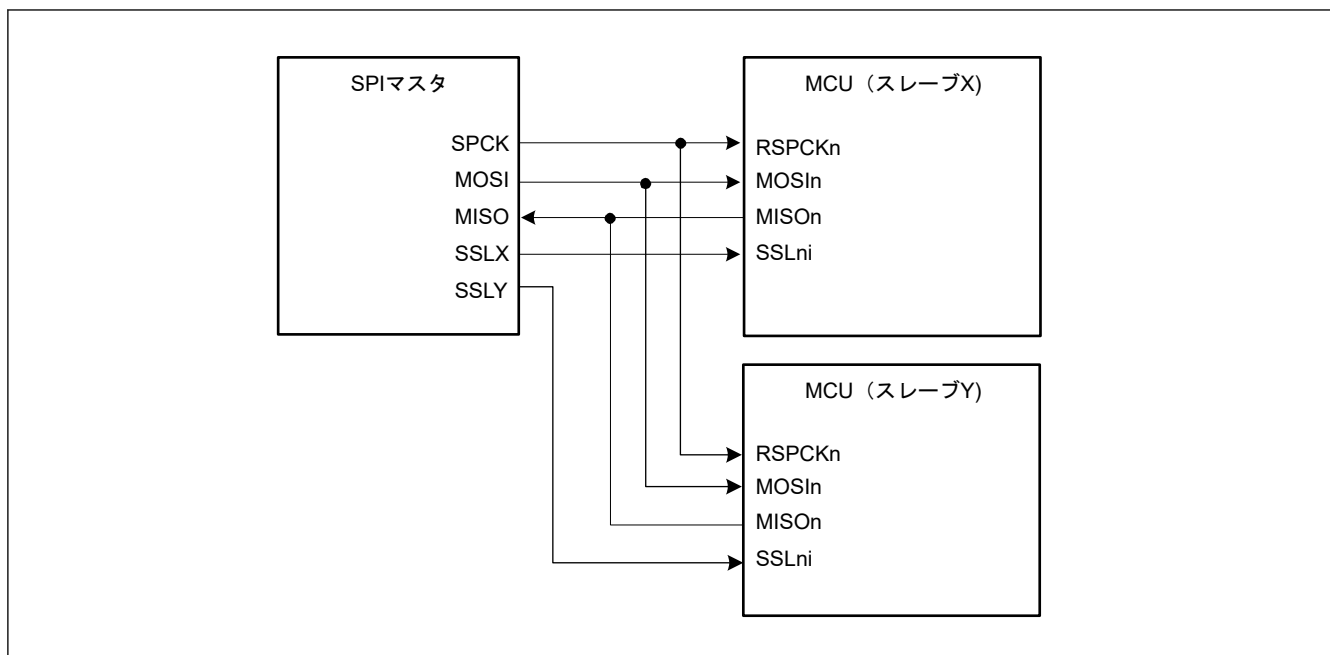 SPIマスタ
SPCK
MOSI
MISO
SSLX
SSLY
MCU（スレーブX)
RSPCKn
MOSIn
MISOn
SSLni
MCU（スレーブY)
RSPCKn
MOSIn
MISOn
SSLni